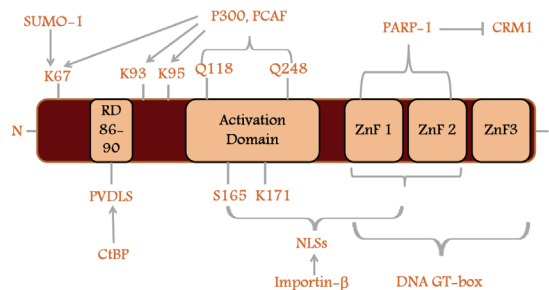 SUMO-1
P300, PCAF
PARP-1
CRM1
K67
K93
K95
Q118
Q248
N
RD
86-
90
Activation
Domain
ZnF 1
ZnF 2
ZnF3
PVDLS
S165
K171
CtBP
NLSs
Importin-β
DNA GT-box